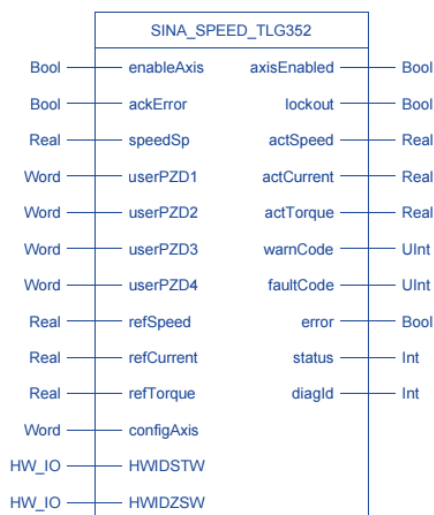 SINA_SPEED_TLG352
Bool enableAxis axisEnabled Bool
Bool ackError lockout Bool
Real speedSp actSpeed Real
Word userPZD1 actCurrent Real
Word userPZD2 actTorque Real
Word userPZD3 warnCode UInt
Word userPZD4 faultCode UInt
Real refSpeed error Bool
Real refCurrent status Int
Real refTorque diagId Int
Word configAxis
HW_IO HWIDSTW
HW_IO HWIDZSW